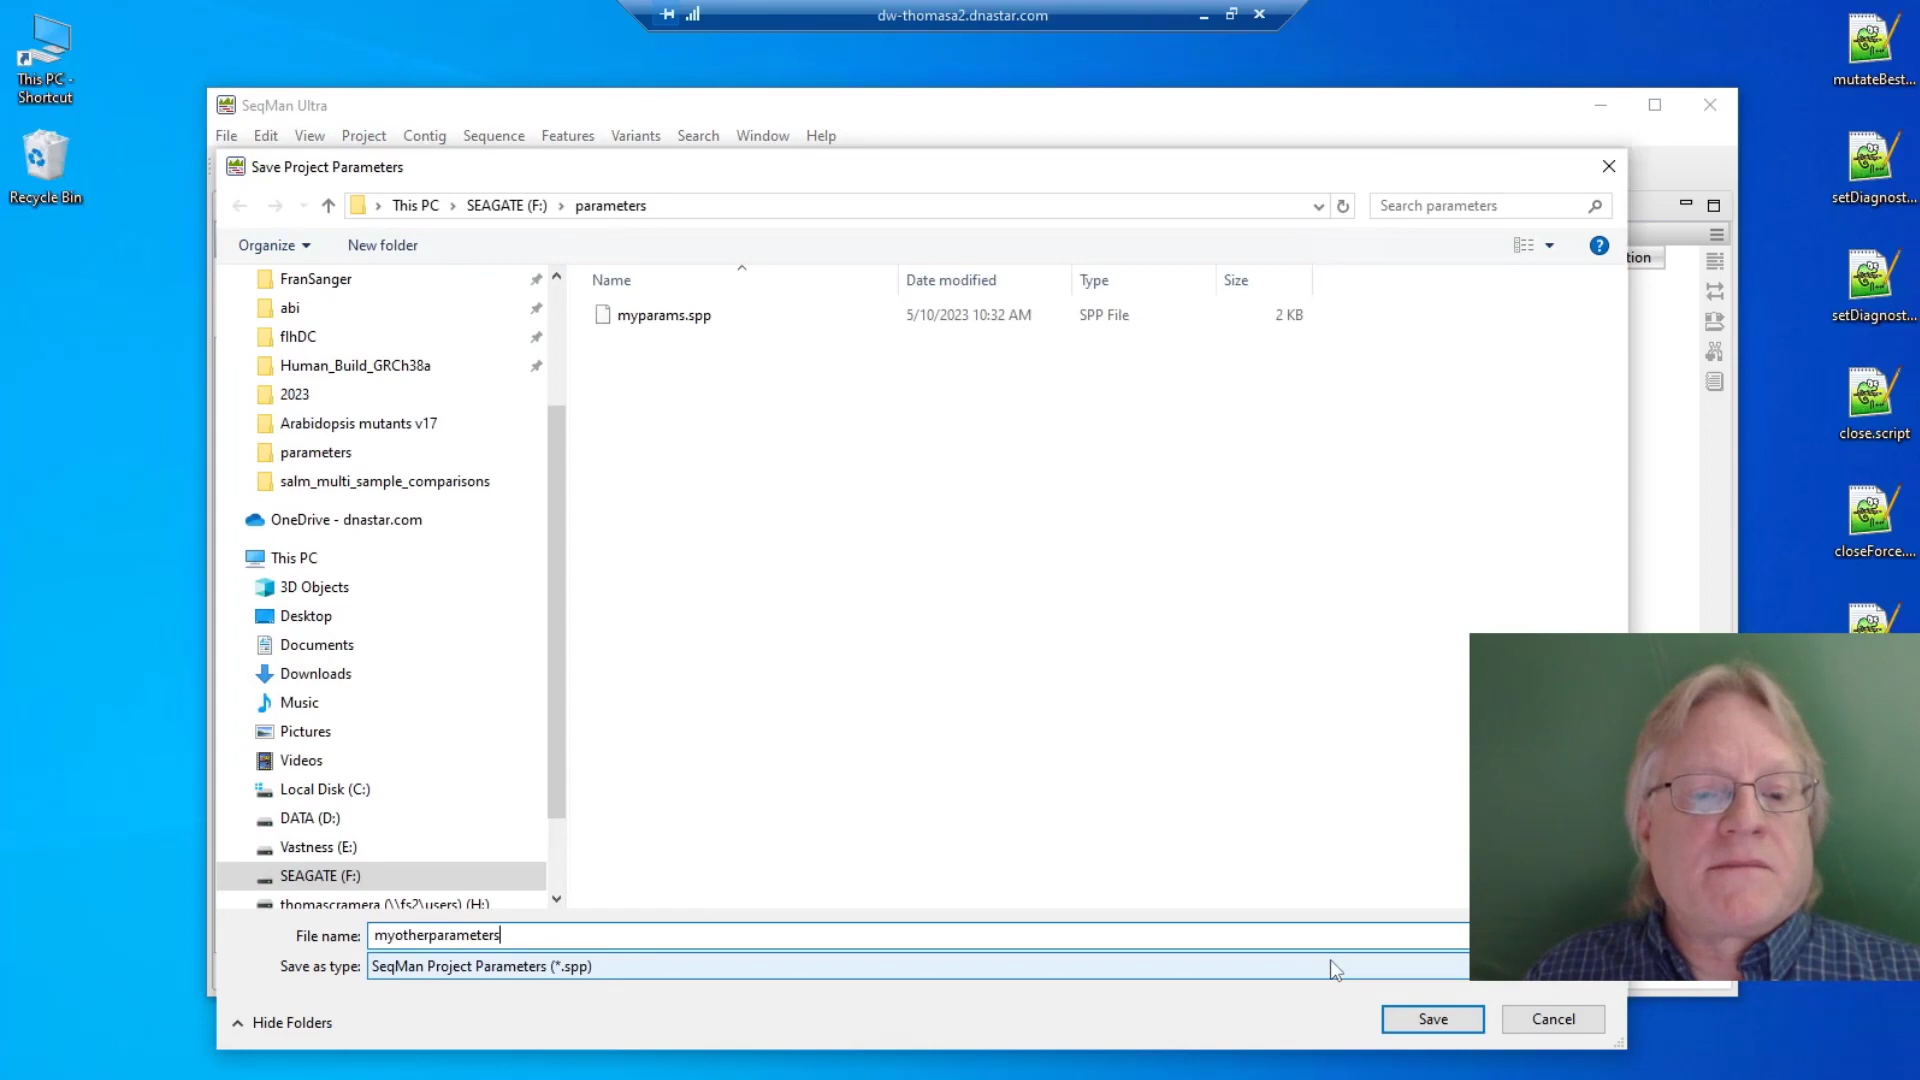 dw-thomasa2.dnastar.com
This PC -
Shortcut
Recycle Bin
mutateBest...
setDiagnost...
setDiagnost...
close.script
closeForce....
SeqMan Ultra
File Edit View Project Contig Sequence Features Variants Search Window Help
Save Project Parameters
This PC > SEAGATE (F:) > parameters
Search parameters
Organize New folder
tion
FranSanger
abi
flhDC
Human_Build_GRCh38a
2023
Arabidopsis mutants v17
parameters
salm_multi_sample_comparisons
OneDrive - dnastar.com
This PC
3D Objects
Desktop
Documents
Downloads
Music
Pictures
Videos
Local Disk (C:)
DATA (D:)
Vastness (E:)
SEAGATE (F:)
thomascramera (\\fs2\users) (H:)
Name Date modified Type Size
myparams.spp 5/10/2023 10:32 AM SPP File 2 KB
File name: myotherparameters
Save as type: SeqMan Project Parameters (*.spp)
Hide Folders
Save Cancel